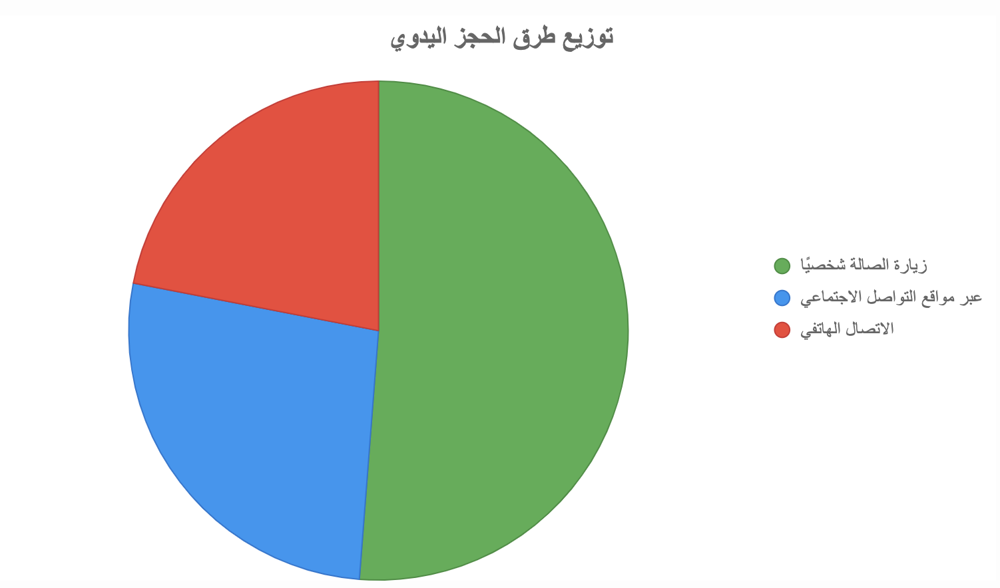 توزيع طرق الحجز اليدوي
زيارة الصالة شخصيًا
عبر مواقع التواصل الاجتماعي
الاتصال الهاتفي